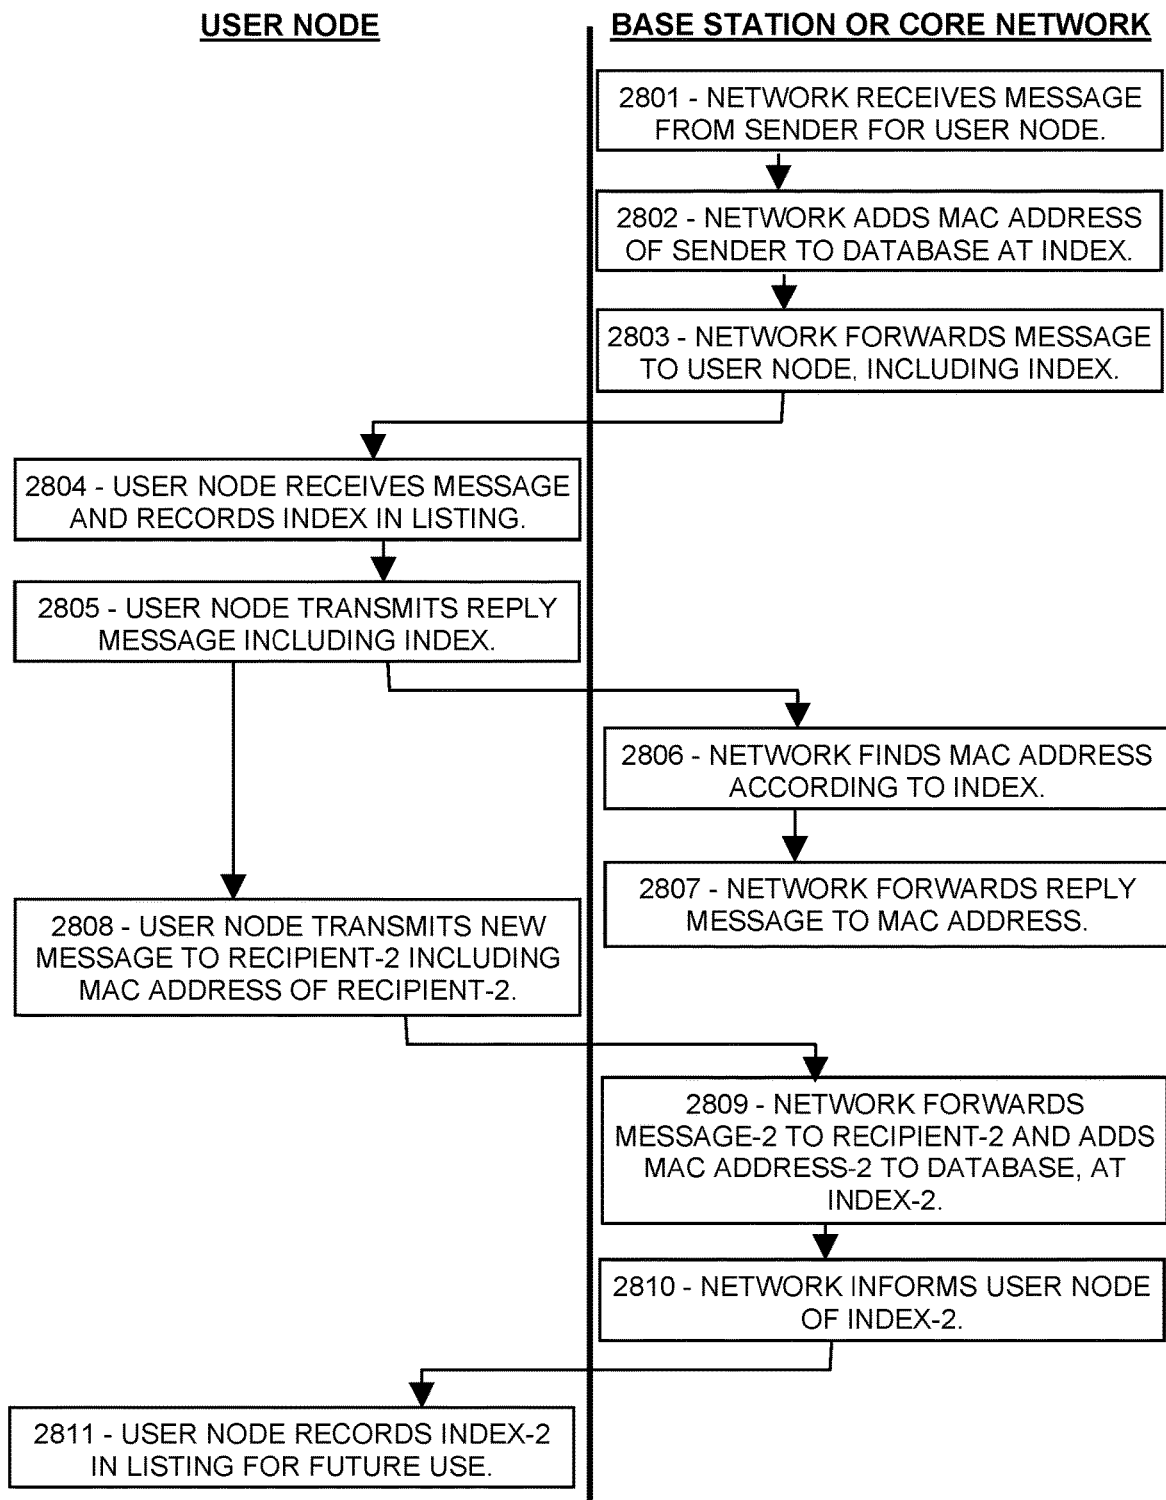 USER NODE
BASE STATION OR CORE NETWORK
2801 - NETWORK RECEIVES MESSAGE
FROM SENDER FOR USER NODE.
2802 - NETWORK ADDS MAC ADDRESS
OF SENDER TO DATABASE AT INDEX.
2803 - NETWORK FORWARDS MESSAGE
TO USER NODE, INCLUDING INDEX.
2804 - USER NODE RECEIVES MESSAGE
AND RECORDS INDEX IN LISTING.
2805 - USER NODE TRANSMITS REPLY
MESSAGE INCLUDING INDEX.
2806 - NETWORK FINDS MAC ADDRESS
ACCORDING TO INDEX.
2807 - NETWORK FORWARDS REPLY
MESSAGE TO MAC ADDRESS.
2808 - USER NODE TRANSMITS NEW
MESSAGE TO RECIPIENT-2 INCLUDING
MAC ADDRESS OF RECIPIENT-2.
2809 - NETWORK FORWARDS
MESSAGE-2 TO RECIPIENT-2 AND ADDS
MAC ADDRESS-2 TO DATABASE, AT
INDEX-2.
2810 - NETWORK INFORMS USER NODE
OF INDEX-2.
2811 - USER NODE RECORDS INDEX-2
IN LISTING FOR FUTURE USE.